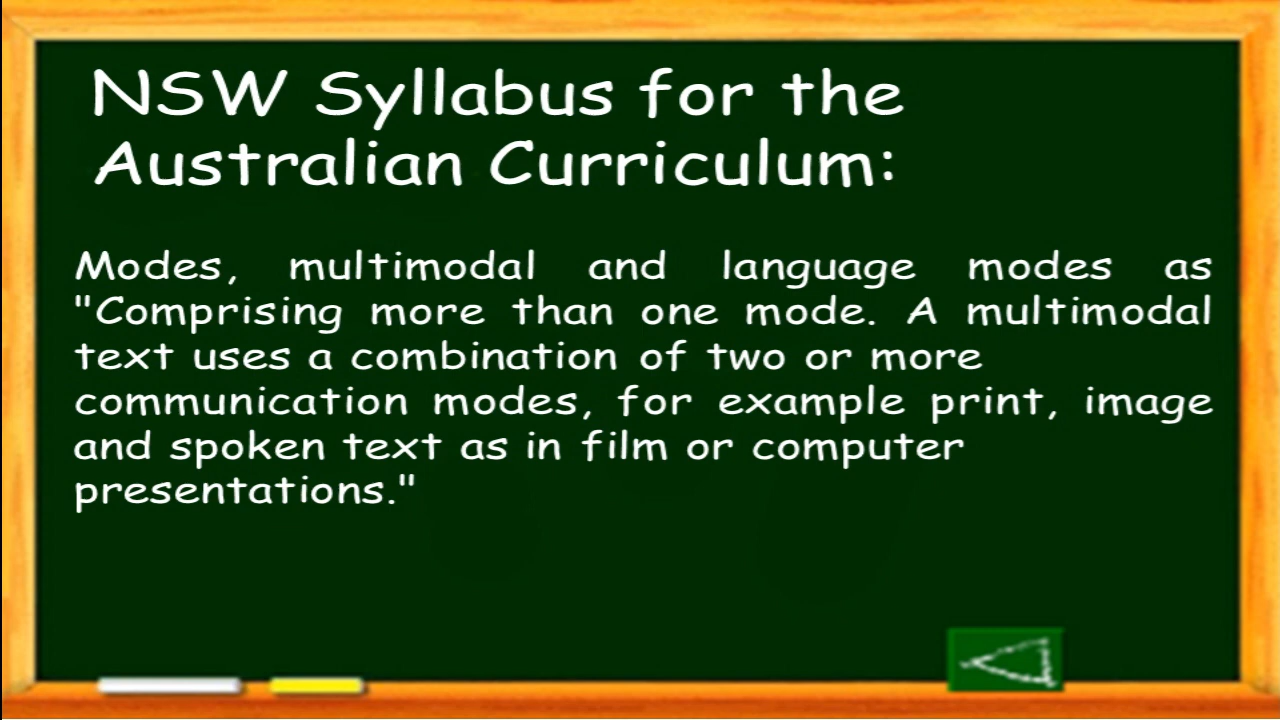 NSW Syllabus for the
Australian Curriculum:
Modes, multimodal and language modes as
"Comprising more than one mode. A multimodal
text uses a combination of two or more
communication modes, for example print, image
and spoken text as in film or computer
presentations."